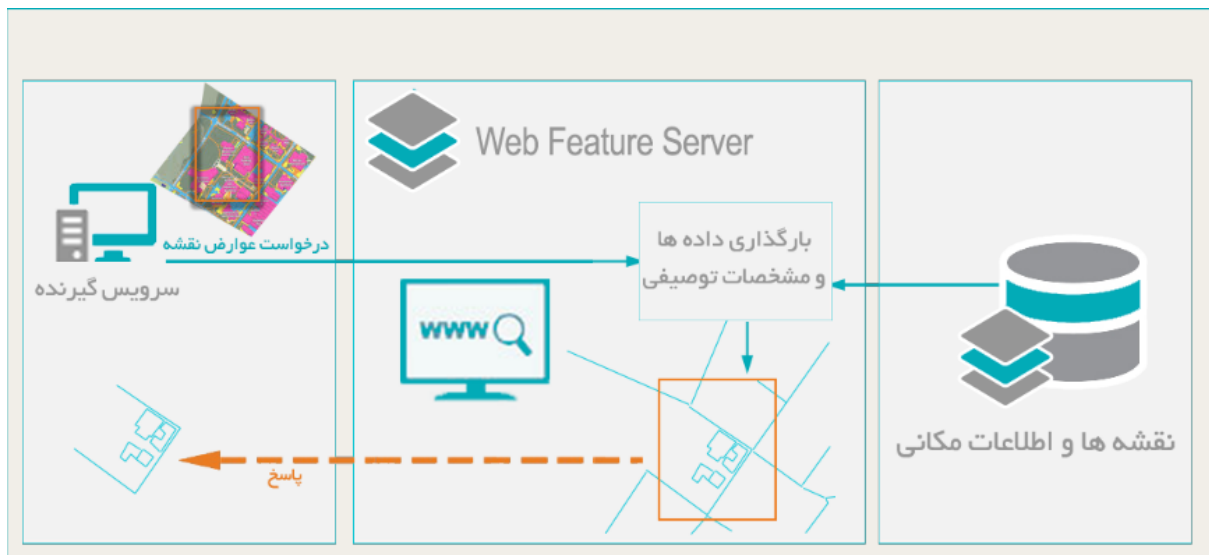 Web Feature Server
درخواست عوارض نقشه
سرویس گیرنده
بارگذاری داده ها
و مشخصات توصیفی
www
نقشه ها و اطلاعات مکانی
پاسخ